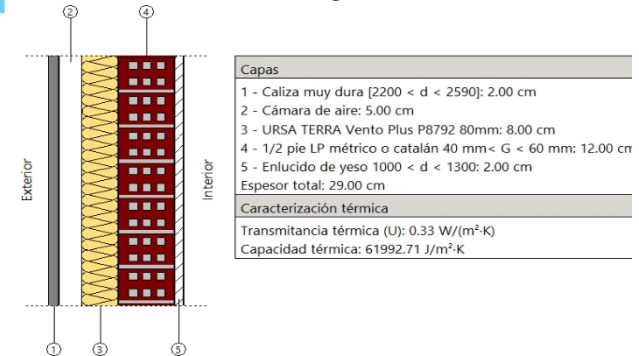 2
4
Exterior
Interior
1
3
5
Capas
1 - Caliza muy dura [2200 < d < 2590]: 2.00 cm
2 - Cámara de aire: 5.00 cm
3 - URSA TERRA Vento Plus P8792 80mm: 8.00 cm
4 - 1/2 pie LP métrico o catalán 40 mm< G < 60 mm: 12.00 cm
5 - Enlucido de yeso 1000 < d < 1300: 2.00 cm
Espesor total: 29.00 cm
Caracterización térmica
Transmitancia térmica (U): 0.33 W/(m²·K)
Capacidad térmica: 61992.71 J/m²·K